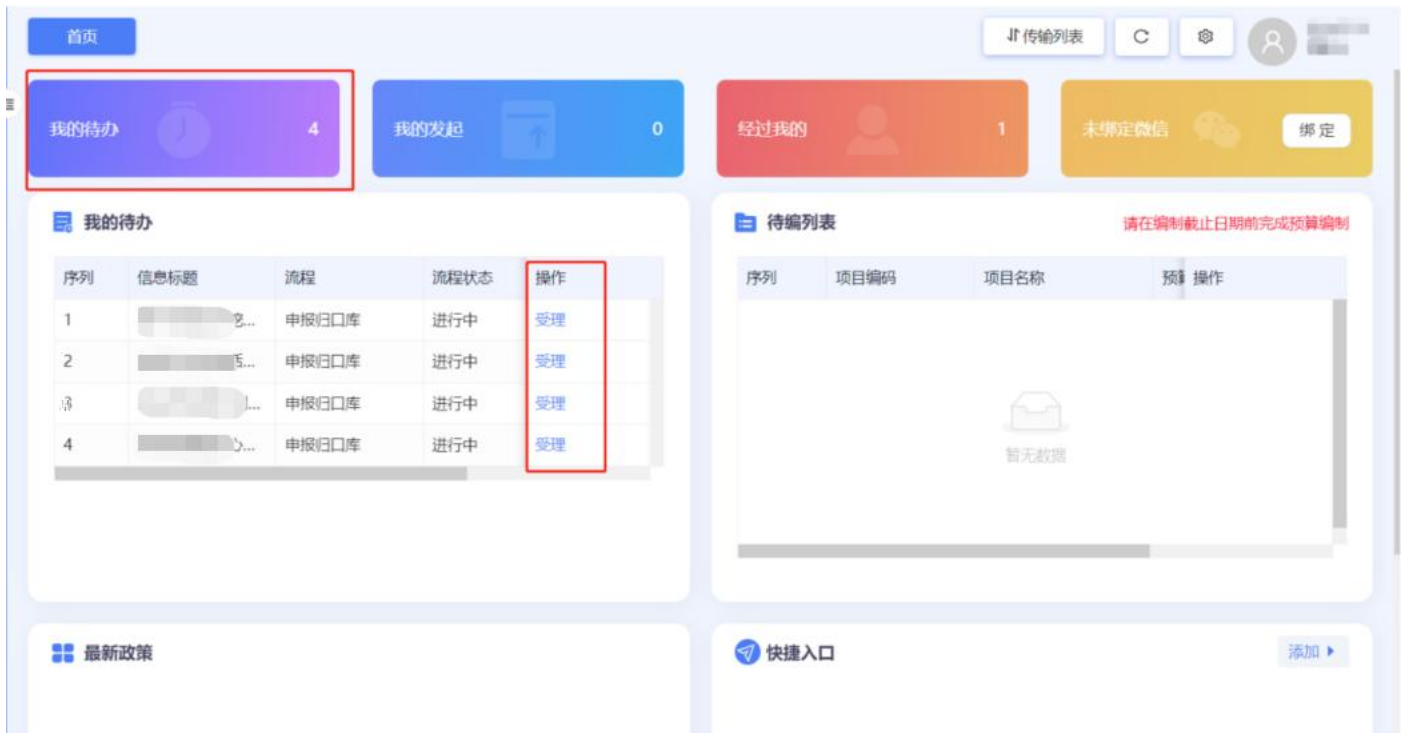 首页
传输列表
我的待办 4
我的发起 0
经过我的 1
未绑定微信 绑定
我的待办
序列 信息标题 流程 流程状态 操作
1 ... 申报归口库 进行中 受理
2 ... 申报归口库 进行中 受理
3 ... 申报归口库 进行中 受理
4 心... 申报归口库 进行中 受理
待编列表 请在编制截止日期前完成预算编制
序列 项目编码 项目名称 预算 操作
暂无数据
最新政策
快捷入口 添加